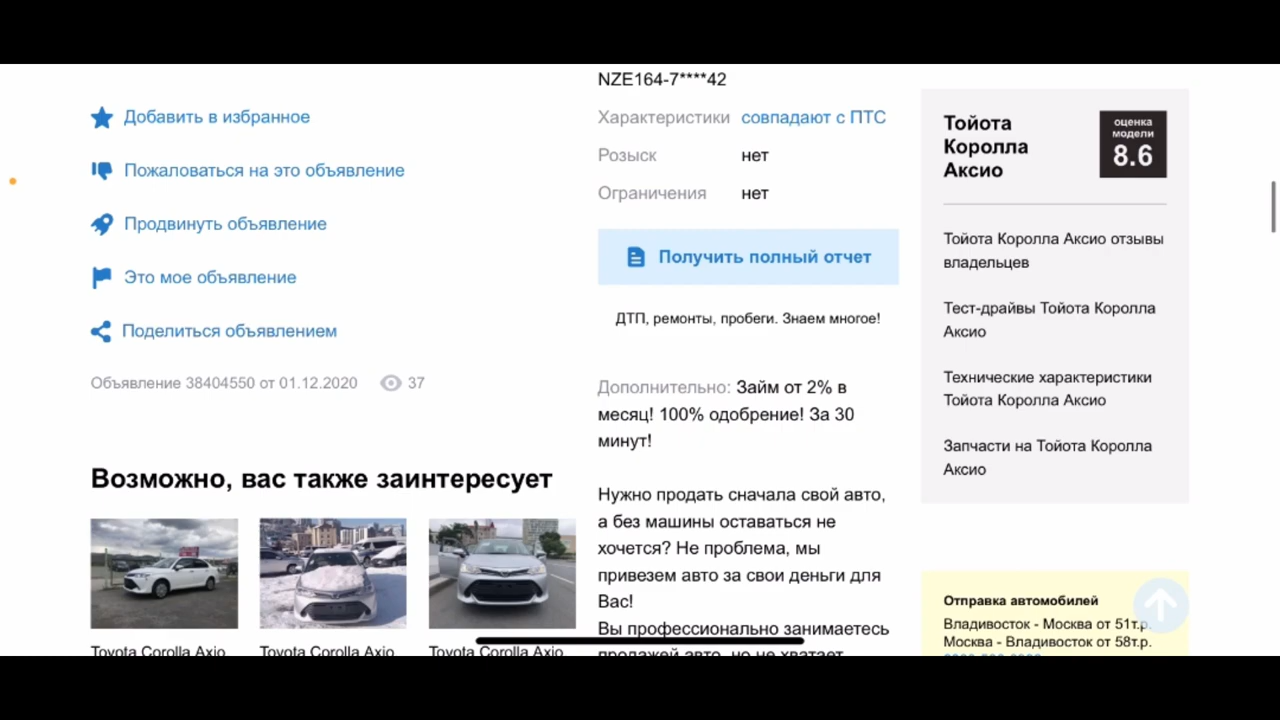 Добавить в избранное
Пожаловаться на это объявление
Продвинуть объявление
Это мое объявление
Поделиться объявлением
Объявление 38404550 от 01.12.2020 37
Возможно, вас также заинтересует
Toyota Corolla Axio
Toyota Corolla Axio
Toyota Corolla Axio
NZE164-7****42
Характеристики совпадают с ПТС
Розыск нет
Ограничения нет
Получить полный отчет
ДТП, ремонты, пробеги. Знаем многое!
Дополнительно: Займ от 2% в
месяц! 100% одобрение! За 30
минут!
Нужно продать сначала свой авто,
а без машины оставаться не
хочется? Не проблема, мы
привезем авто за свои деньги для
Вас!
Вы профессионально занимаетесь
продажей авто, но не хватает
Тойота
Королла
Аксио
оценка
модели
8.6
Тойота Королла Аксио отзывы
владельцев
Тест-драйвы Тойота Королла
Аксио
Технические характеристики
Тойота Королла Аксио
Запчасти на Тойота Королла
Аксио
Отправка автомобилей
Владивосток - Москва от 51т.р.
Москва - Владивосток от 58т.р.